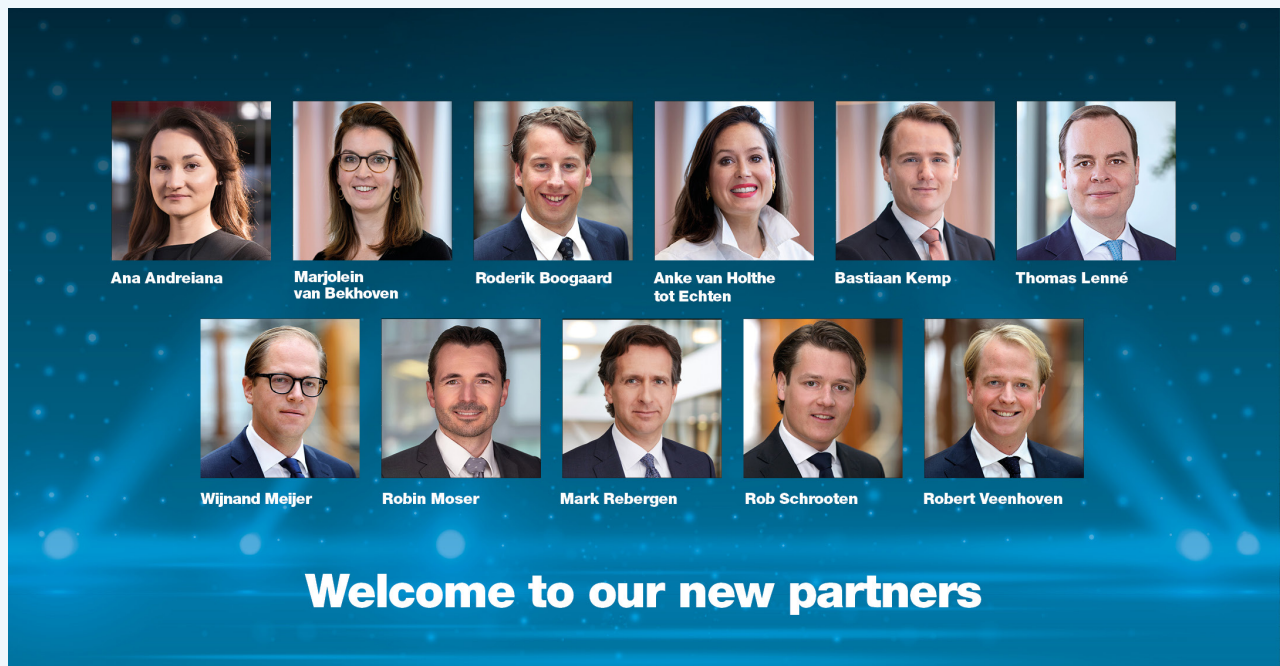 Ana Andreiana
Marjolein
van Bekhoven
Roderik Boogaard
Anke van Holthe
tot Echten
Bastiaan Kemp
Thomas Lenné
Wijnand Meijer
Robin Moser
Mark Rebergen
Rob Schrooten
Robert Veenhoven
Welcome to our new partners